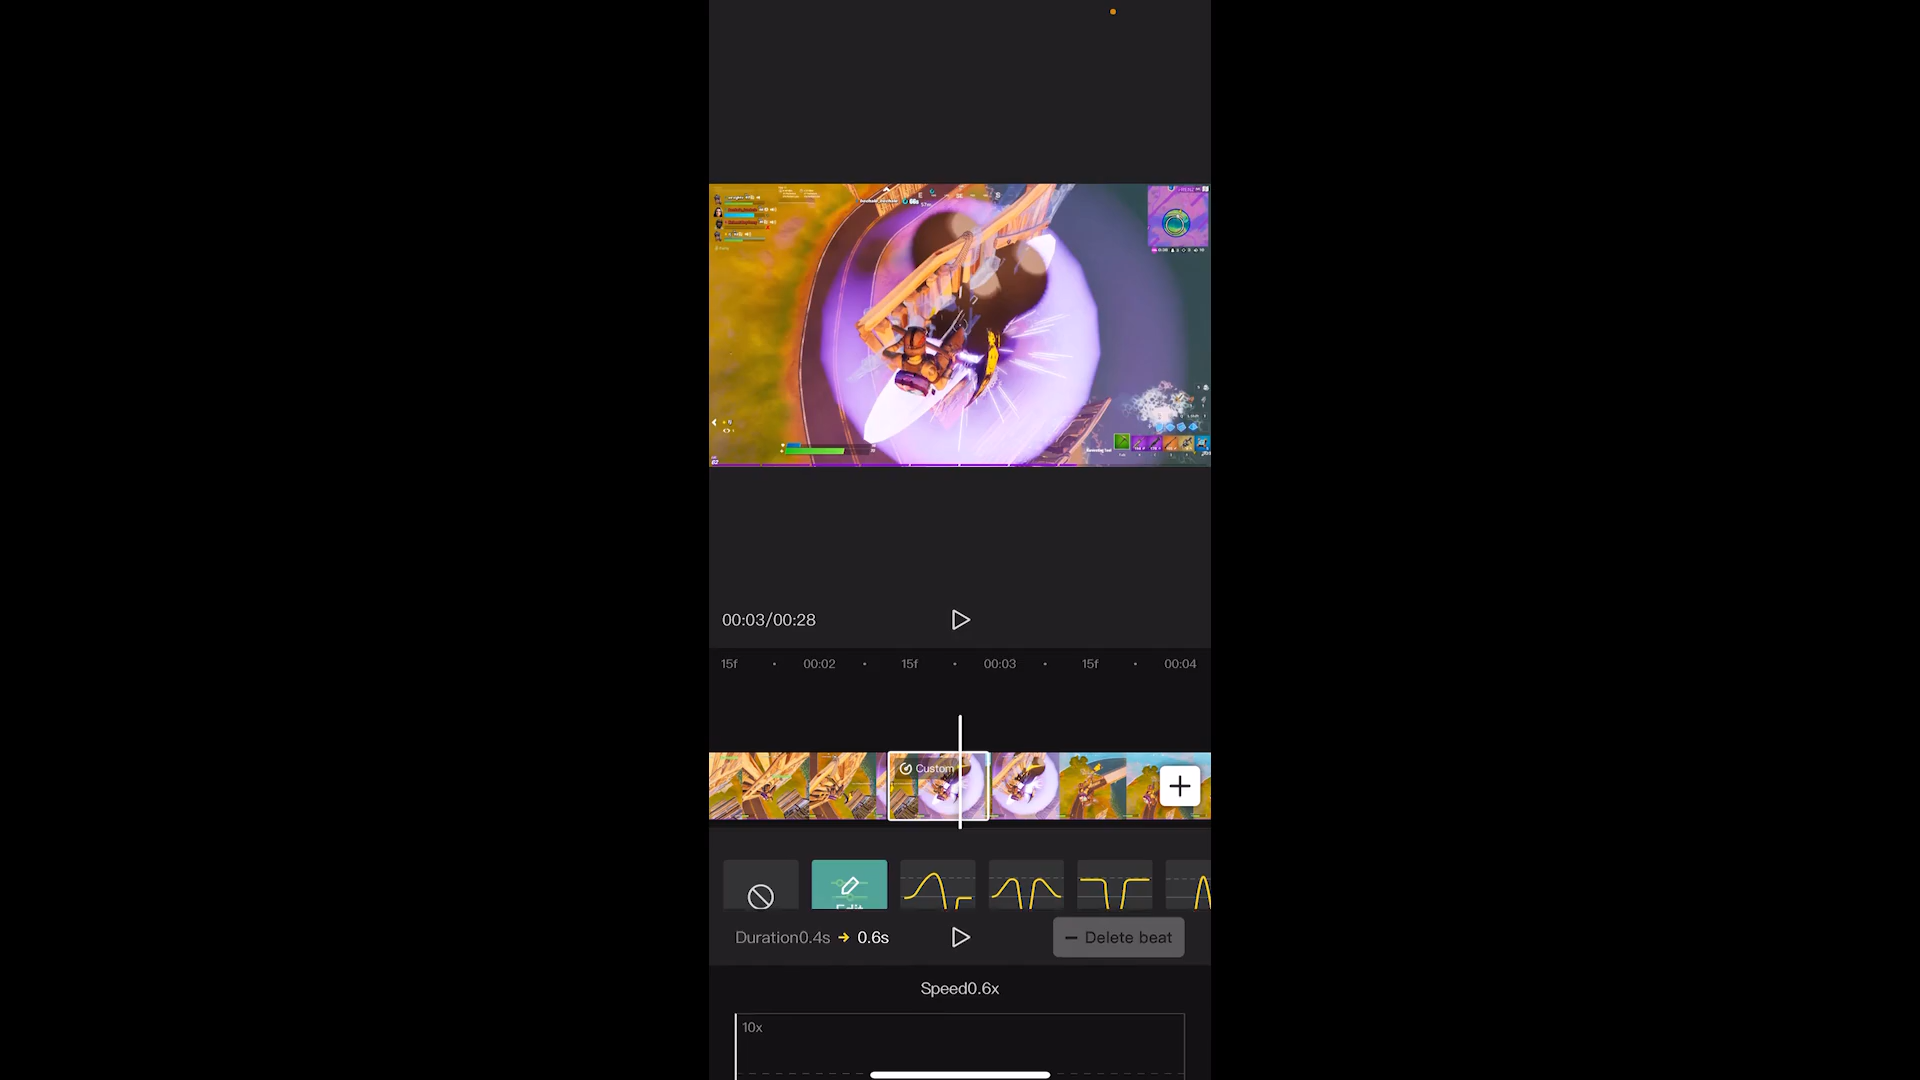 00:03/00:28
15f
00:02
15f
00:03
15f
00:04
Custom
Edit
Duration0.4s
0.6s
Delete beat
Speed0.6x
10x